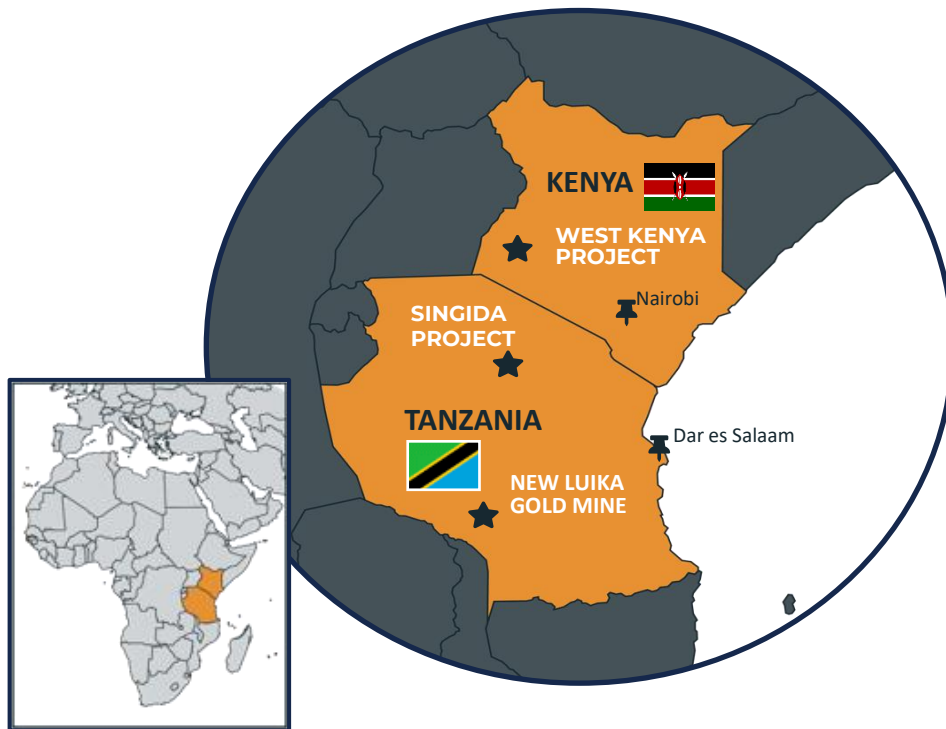 KENYA
WEST KENYA
PROJECT
Nairobi
SINGIDA
PROJECT
TANZANIA
Dar es Salaam
NEW LUIKA
GOLD MINE